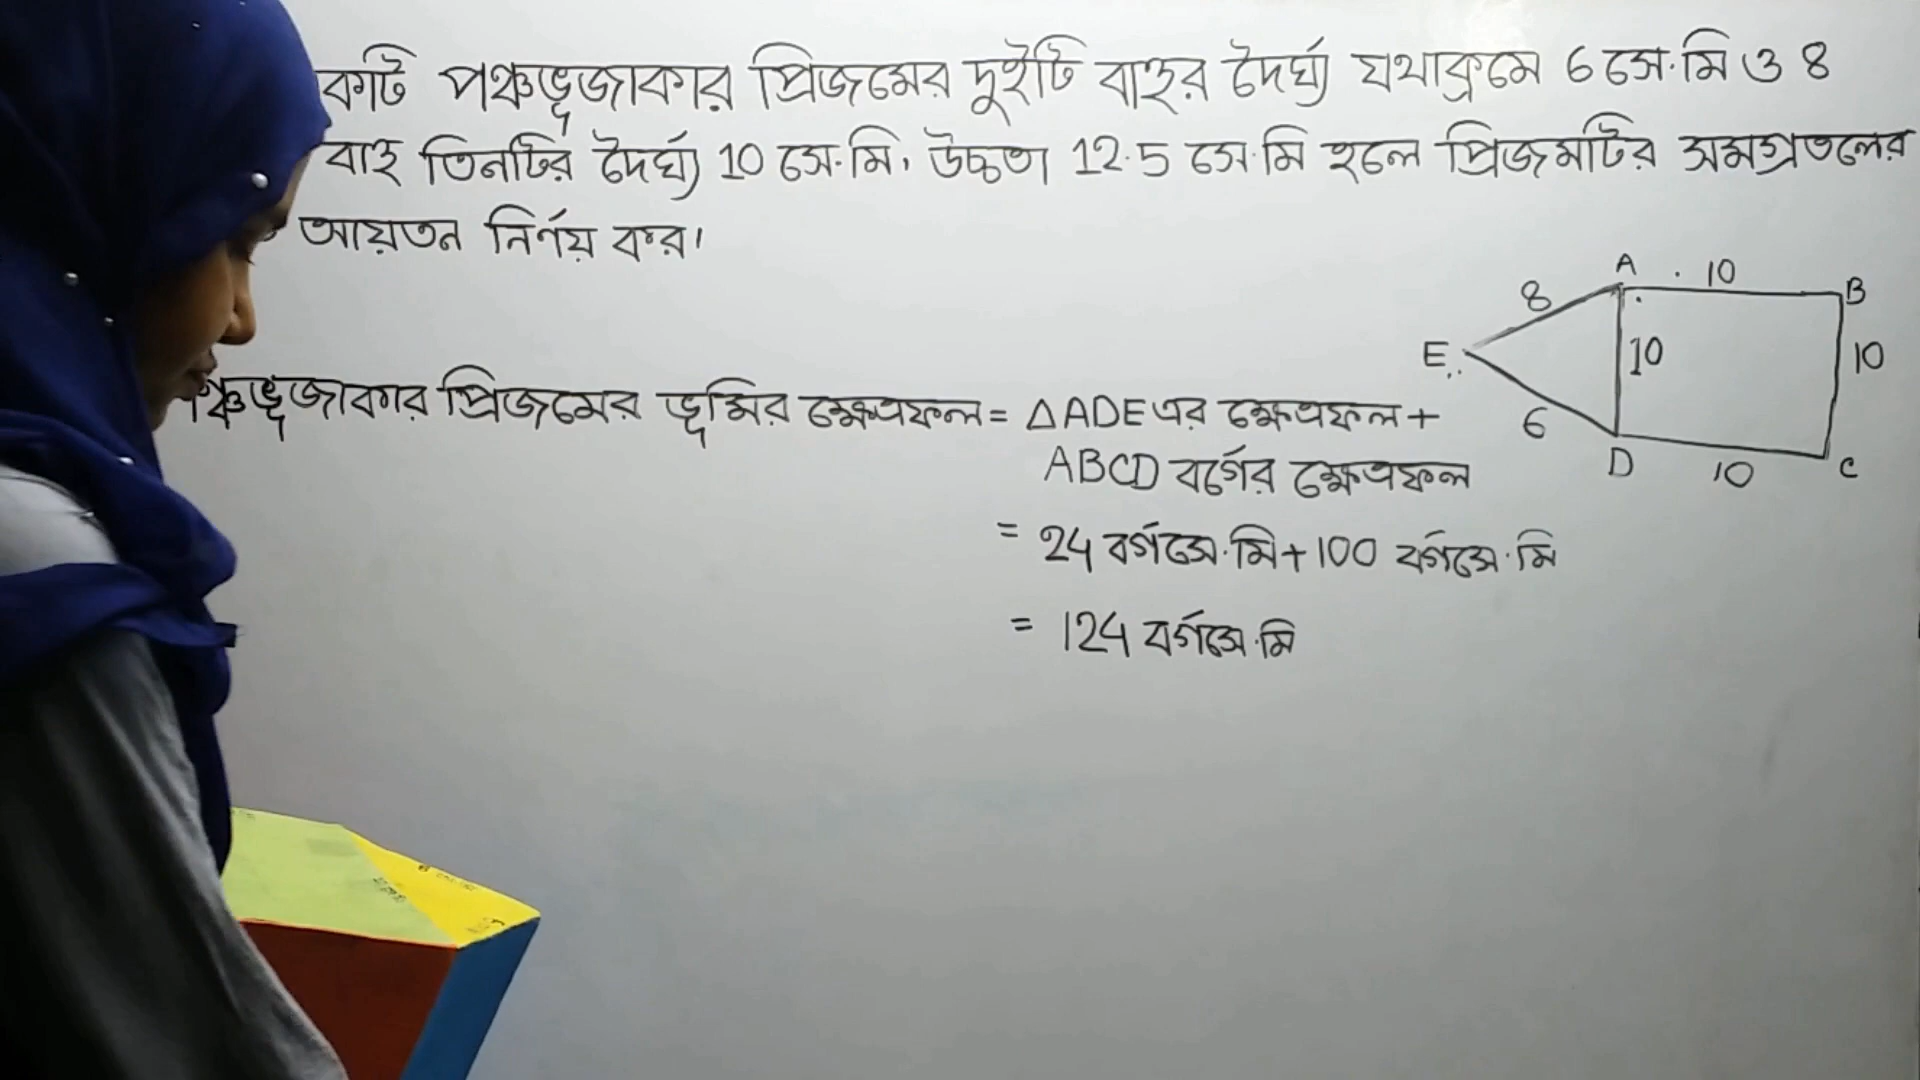 কটি পঞ্চভূজাকার প্রিজমের দুইটি বাহুর দৈর্ঘ্য যথাক্রমে 6 সে.মি ও 8
বাহু তিনটির দৈর্ঘ্য 10 সে.মি. উচ্চতা 12.5 সে.মি হলে প্রিজমটির সমগ্রতলের
আয়তন নির্ণয় কর।
A 10 B
8
E 10 10
6
D 10 C
ঞ্চভূজাকার প্রিজমের ভূমির ক্ষেত্রফল = △ADE এর ক্ষেত্রফল +
ABCD বর্গের ক্ষেত্রফল
= 24 বর্গসে.মি + 100 বর্গসে.মি
= 124 বর্গসে.মি